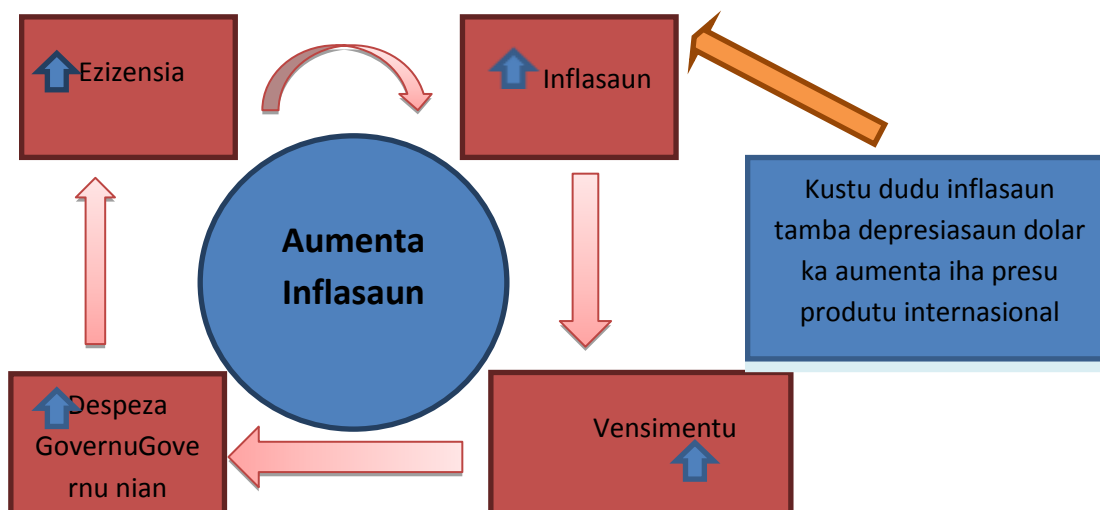 Ezizensia
Inflasaun
Kustu dudu inflasaun
tamba depresiasaun dolar
ka aumenta iha presu
produtu internasional
Aumenta
Inflasaun
Despeza
GovernuGove
rnu nian
Vensimentu